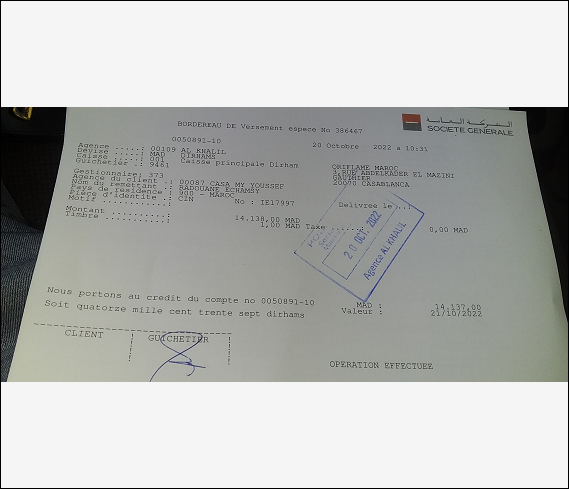 الشركة العامة
SOCIETE GENERALE
BORDEREAU DE Versement espece No 386467
0050891-10
20 Octobre 2022 a 10:31
Agence .....: 00109 AL KHALIL
Devise .....: MAD DIRHAMS
Caisse .....: 001 Caisse principale Dirham
Guichetier .: 9461
ORIFLAME MAROC
3,RUE ABDELKADER EL MAZINI
GAUTHIER
20070 CASABLANCA
Gestionnaire: 373
Agence du client .: 00087 CASA MY YOUSSEF
Nom du remettant .: RADOUANE ECHAMSY
Pays de residence : 900 - MAROC
Pièce d'identité .: CIN No : IE17997
Motif ............:
Delivree le ..:
Montant ..........: 14.138,00 MAD
Timbre ...........: 1,00 MAD Taxe ......: 0,00 MAD
20 OCT. 2022
Agence AL KHALIL
Nous portons au credit du compte no 0050891-10 MAD : 14.137,00
Soit quatorze mille cent trente sept dirhams Valeur : 21/10/2022
CLIENT
GUICHETIER
OPERATION EFFECTUEE